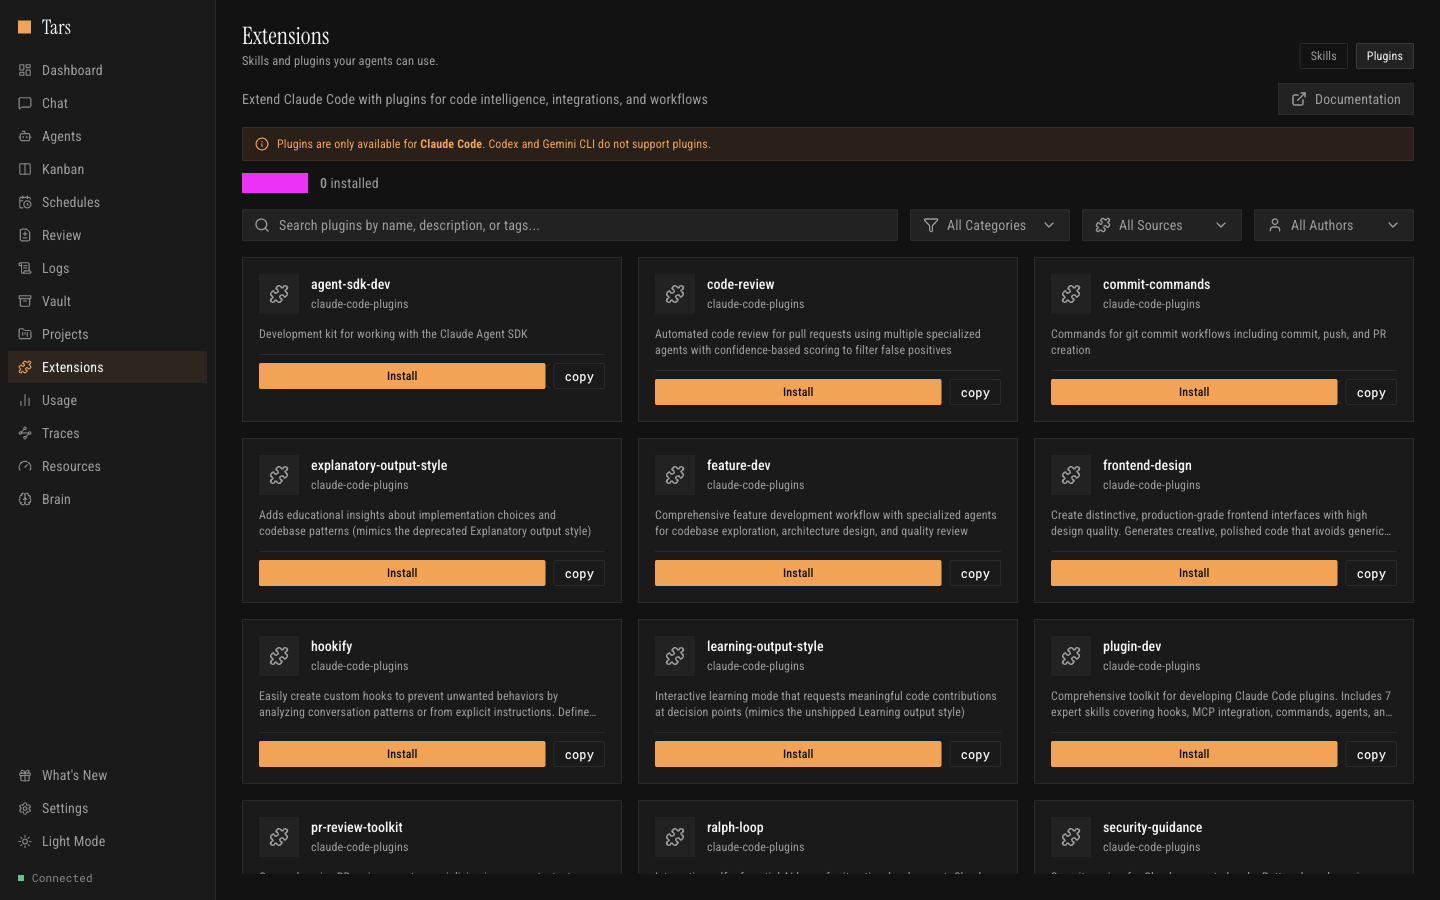 Tars
Dashboard
Chat
Agents
Kanban
Schedules
Review
Logs
Vault
Projects
Extensions
Usage
Traces
Resources
Brain
What's New
Settings
Light Mode
Connected
Extensions
Skills and plugins your agents can use.
Skills
Plugins
Extend Claude Code with plugins for code intelligence, integrations, and workflows
Documentation
Plugins are only available for Claude Code. Codex and Gemini CLI do not support plugins.
0 installed
Search plugins by name, description, or tags...
All Categories
All Sources
All Authors
agent-sdk-dev
claude-code-plugins
Development kit for working with the Claude Agent SDK
Install
copy
code-review
claude-code-plugins
Automated code review for pull requests using multiple specialized
agents with confidence-based scoring to filter false positives
Install
copy
commit-commands
claude-code-plugins
Commands for git commit workflows including commit, push, and PR
creation
Install
copy
explanatory-output-style
claude-code-plugins
Adds educational insights about implementation choices and
codebase patterns (mimics the deprecated Explanatory output style)
Install
copy
feature-dev
claude-code-plugins
Comprehensive feature development workflow with specialized agents
for codebase exploration, architecture design, and quality review
Install
copy
frontend-design
claude-code-plugins
Create distinctive, production-grade frontend interfaces with high
design quality. Generates creative, polished code that avoids generic...
Install
copy
hookify
claude-code-plugins
Easily create custom hooks to prevent unwanted behaviors by
analyzing conversation patterns or from explicit instructions. Define...
Install
copy
learning-output-style
claude-code-plugins
Interactive learning mode that requests meaningful code contributions
at decision points (mimics the unshipped Learning output style)
Install
copy
plugin-dev
claude-code-plugins
Comprehensive toolkit for developing Claude Code plugins. Includes 7
expert skills covering hooks, MCP integration, commands, agents, an...
Install
copy
pr-review-toolkit
claude-code-plugins
ralph-loop
claude-code-plugins
security-guidance
claude-code-plugins